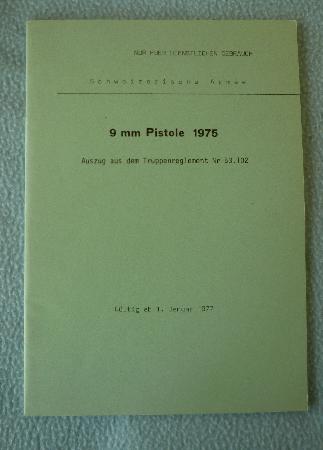 NUR FUER DIENSTLICHEN GEBRAUCH
Schweizerische Armee
9 mm Pistole 1975
Auszug aus dem Truppenreglement Nr 53.102
Gültig ab 1. Januar 1977